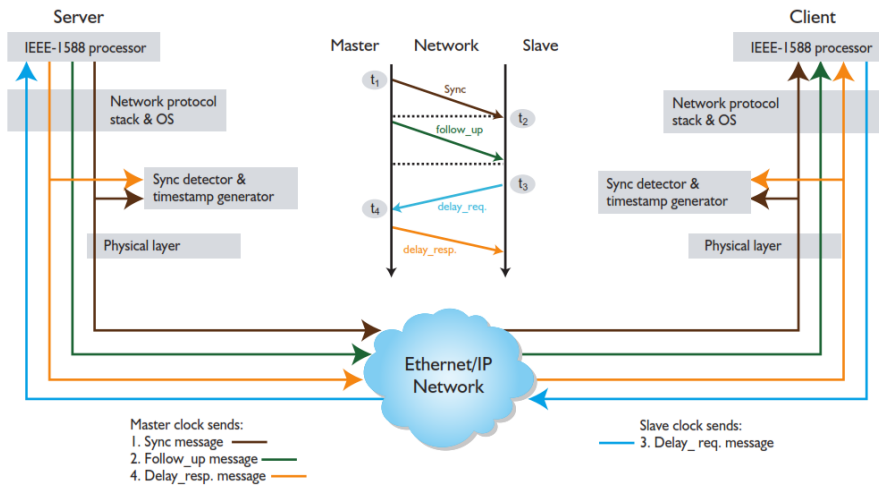 Server
IEEE-1588 processor
Network protocol
stack & OS
Sync detector &
timestamp generator
Physical layer
Master Network Slave
t1
Sync
t2
follow_up
t3
delay_req.
t4
delay_resp.
Client
IEEE-1588 processor
Network protocol
stack & OS
Sync detector &
timestamp generator
Physical layer
Ethernet/IP
Network
Master clock sends:
1. Sync message
2. Follow_up message
4. Delay_resp. message
Slave clock sends:
3. Delay_ req. message